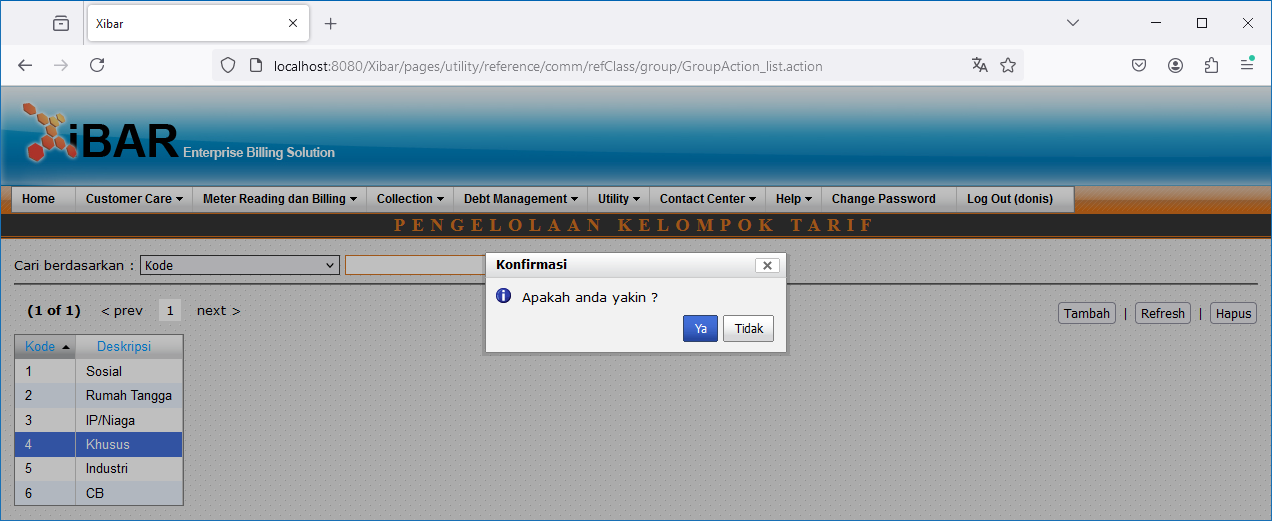 Xibar
localhost:8080/Xibar/pages/utility/reference/comm/refClass/group/GroupAction_list.action
iBAR Enterprise Billing Solution
Home Customer Care Meter Reading dan Billing Collection Debt Management Utility Contact Center Help Change Password Log Out (donis)
PENGELOLAAN KELOMPOK TARIF
Cari berdasarkan : Kode
Konfirmasi
Apakah anda yakin ?
Ya Tidak
(1 of 1) < prev 1 next > Tambah | Refresh | Hapus
Kode Deskripsi
1 Sosial
2 Rumah Tangga
3 IP/Niaga
4 Khusus
5 Industri
6 CB